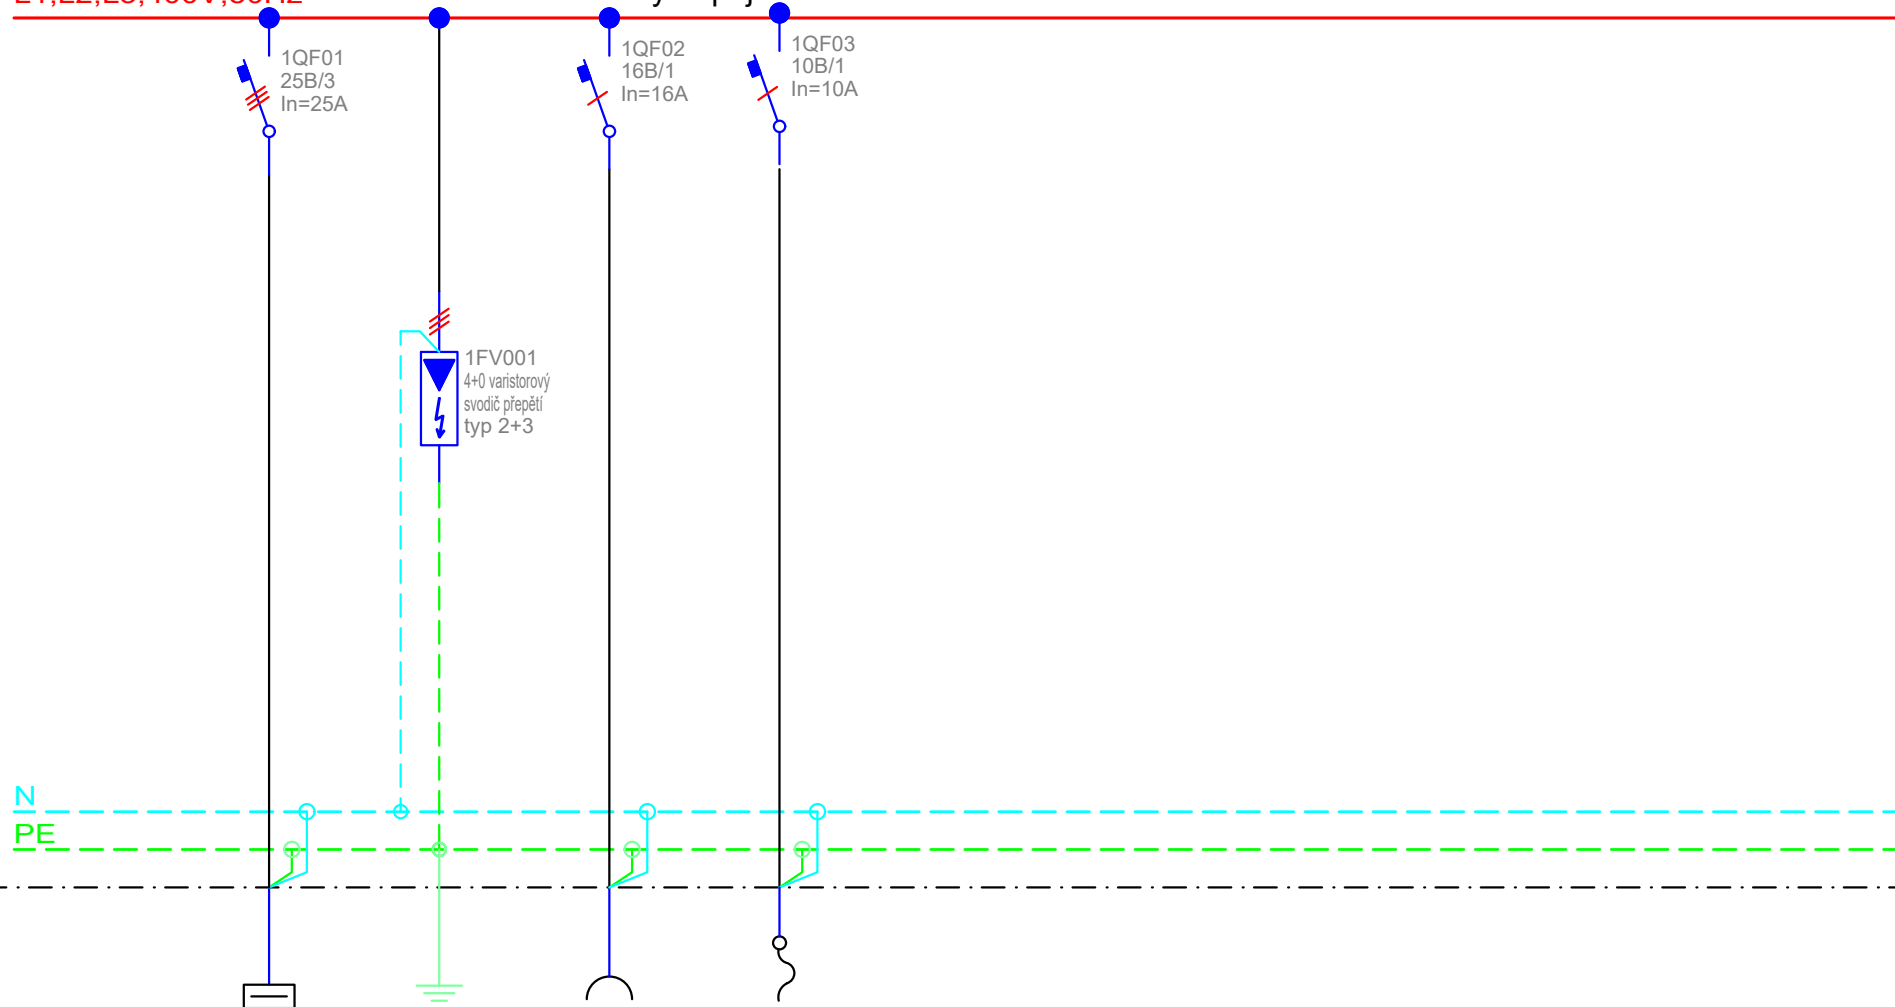 1QF01
25B/3
In=25A
1QF02
16B/1
In=16A
1QF03
10B/1
In=10A
1FV001
4+0 varistorový
svodič přepětí
typ 2+3
N
PE